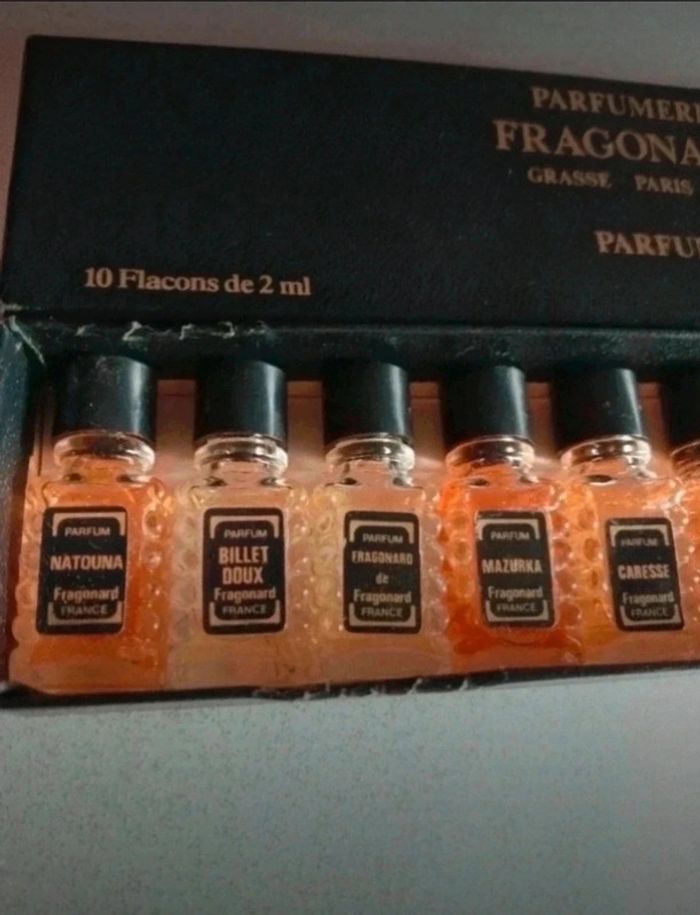 PARFUMER
FRAGONA
GRASSE PARIS
PARFU
10 Flacons de 2 ml
PARFUM
NATOUNA
Fragonard
FRANCE
PARFUM
BILLET
DOUX
Fragonard
FRANCE
PARFUM
FRAGONARD
de
Fragonard
FRANCE
PARFUM
MAZURKA
Fragonard
FRANCE
PARFUM
CARESSE
Fragonard
FRANCE